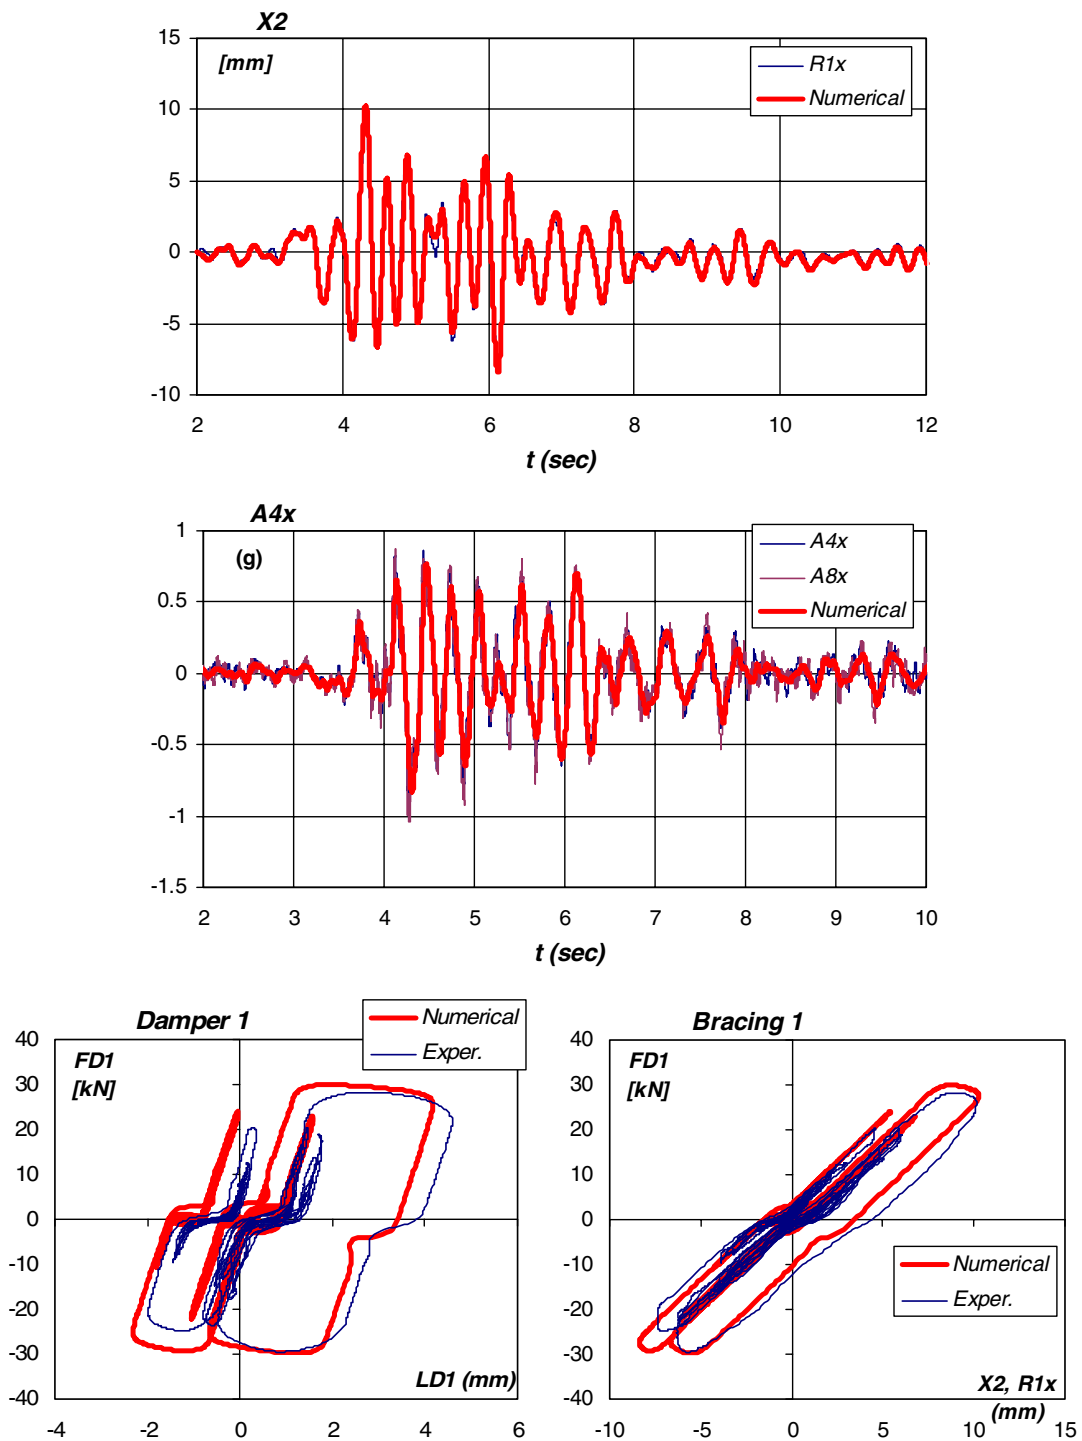 X2
15
[mm]
R1x
Numerical
10
5
0
-5
-10
2 4 6 8 10 12
t (sec)
A4x
1
(g)
A4x
A8x
Numerical
0.5
0
-0.5
-1
-1.5
2 3 4 5 6 7 8 9 10
t (sec)
Damper 1
Numerical
Exper.
FD1
[kN]
40
30
20
10
0
-10
-20
-30
-40
LD1 (mm)
-4 -2 0 2 4 6
Bracing 1
40
FD1
[kN]
30
20
10
0
-10
Numerical
Exper.
-20
-30
-40
X2, R1x
(mm)
-10 -5 0 5 10 15